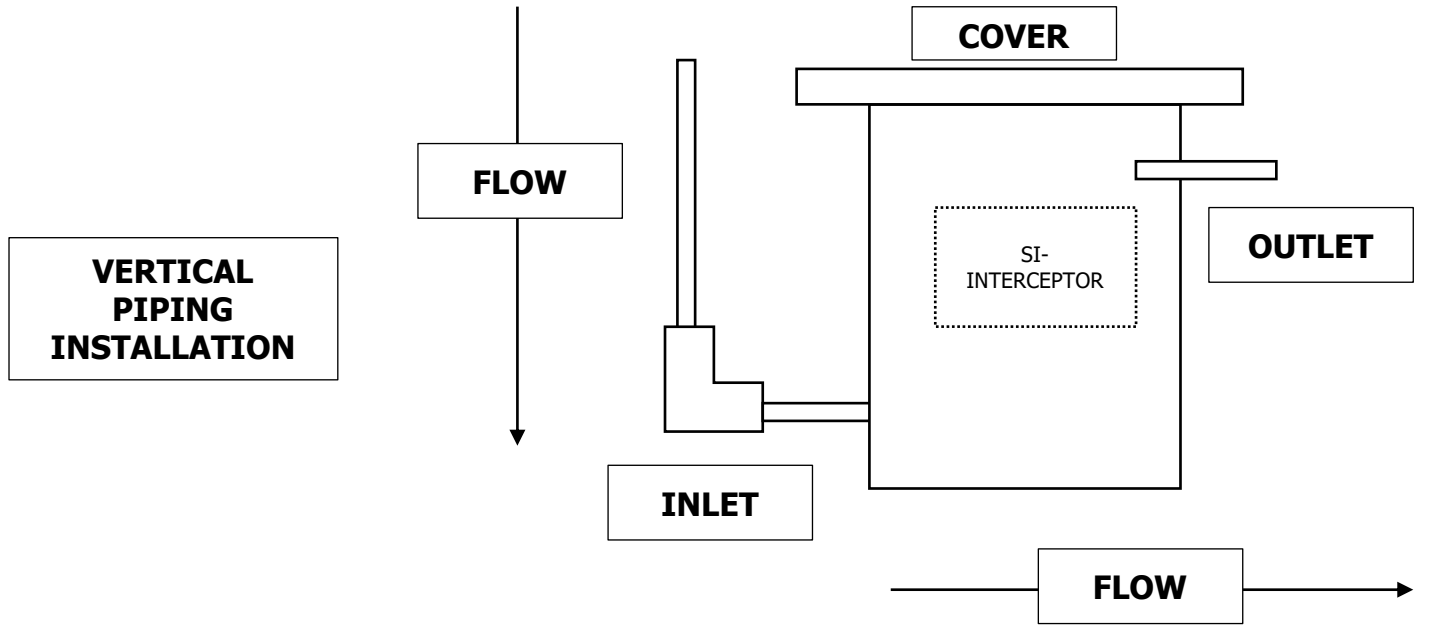 COVER
FLOW
VERTICAL
PIPING
INSTALLATION
SI-
INTERCEPTOR
OUTLET
INLET
FLOW